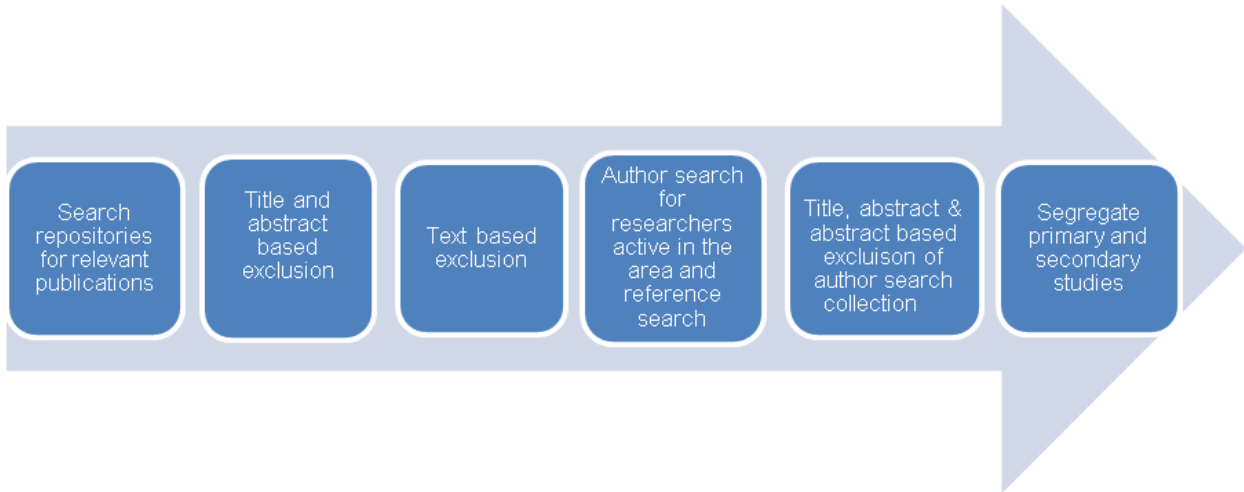 Search
repositories
for relevant
publications
Title and
abstract
based
exclusion
Text based
exclusion
Author search
for
researchers
active in the
area and
reference
search
Title, abstract &
abstract based
excluison of
author search
collection
Segregate
primary and
secondary
studies